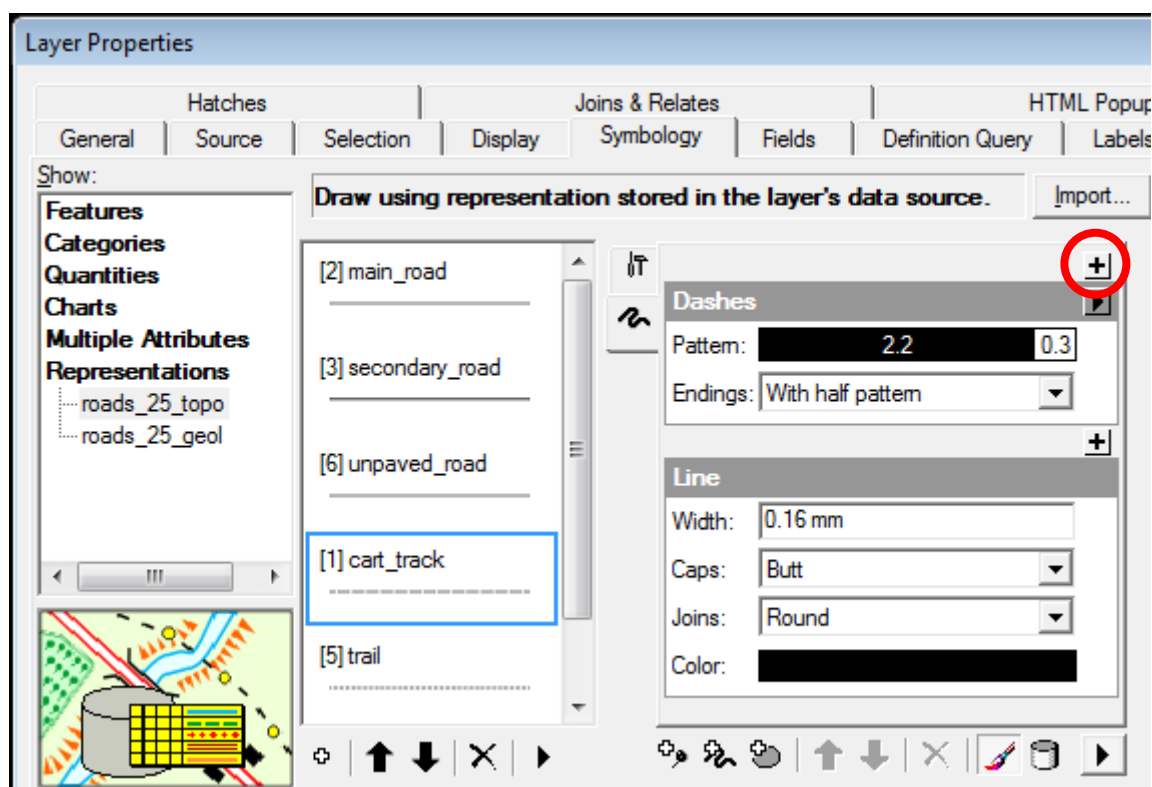 Layer Properties
Hatches Joins & Relates HTML Popup
General Source Selection Display Symbology Fields Definition Query Labels
Show:
Features
Categories
Quantities
Charts
Multiple Attributes
Representations
roads_25_topo
roads_25_geol
Draw using representation stored in the layer's data source.
Import...
[2] main_road
[3] secondary_road
[6] unpaved_road
[1] cart_track
[5] trail
Dashes
Pattern: 2.2 0.3
Endings: With half pattern
Line
Width: 0.16 mm
Caps: Butt
Joins: Round
Color: